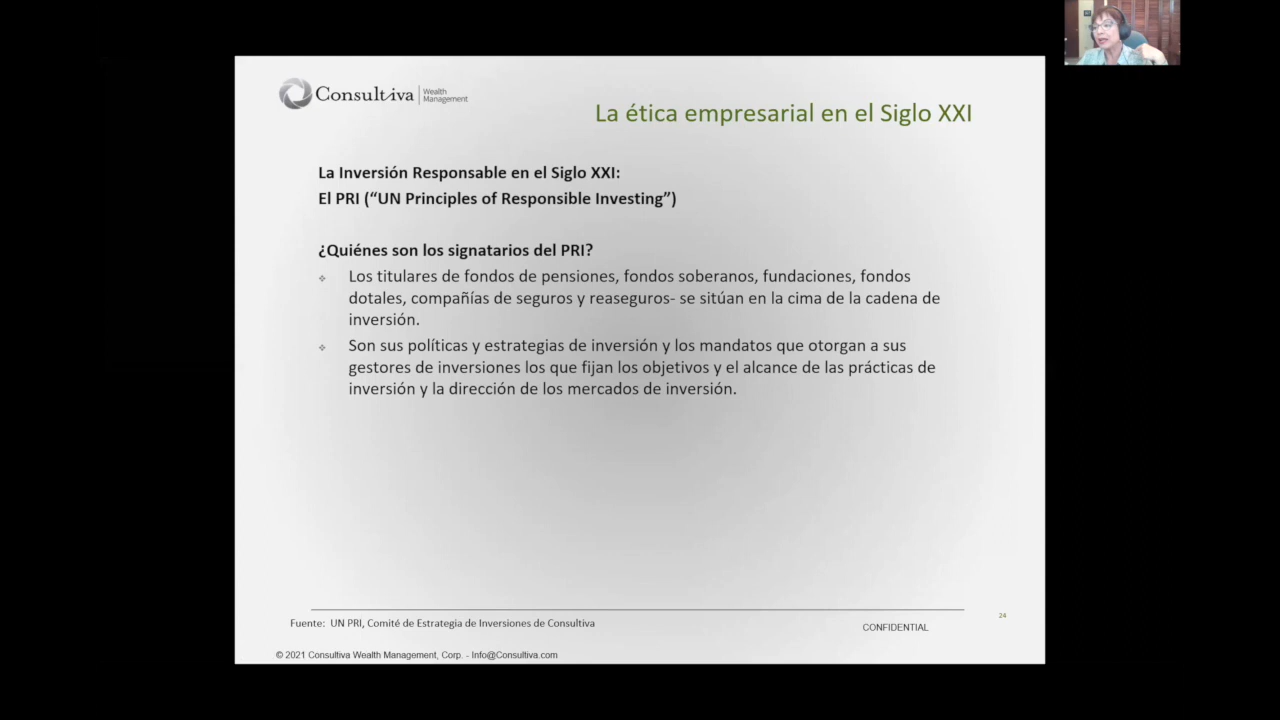 Consultiva Wealth
Management
La ética empresarial en el Siglo XXI
La Inversión Responsable en el Siglo XXI:
El PRI (“UN Principles of Responsible Investing”)
¿Quiénes son los signatarios del PRI?
Los titulares de fondos de pensiones, fondos soberanos, fundaciones, fondos
dotales, compañías de seguros y reaseguros- se sitúan en la cima de la cadena de
inversión.
Son sus políticas y estrategias de inversión y los mandatos que otorgan a sus
gestores de inversiones los que fijan los objetivos y el alcance de las prácticas de
inversión y la dirección de los mercados de inversión.
24
Fuente: UN PRI, Comité de Estrategia de Inversiones de Consultiva
CONFIDENTIAL
© 2021 Consultiva Wealth Management, Corp. - Info@Consultiva.com